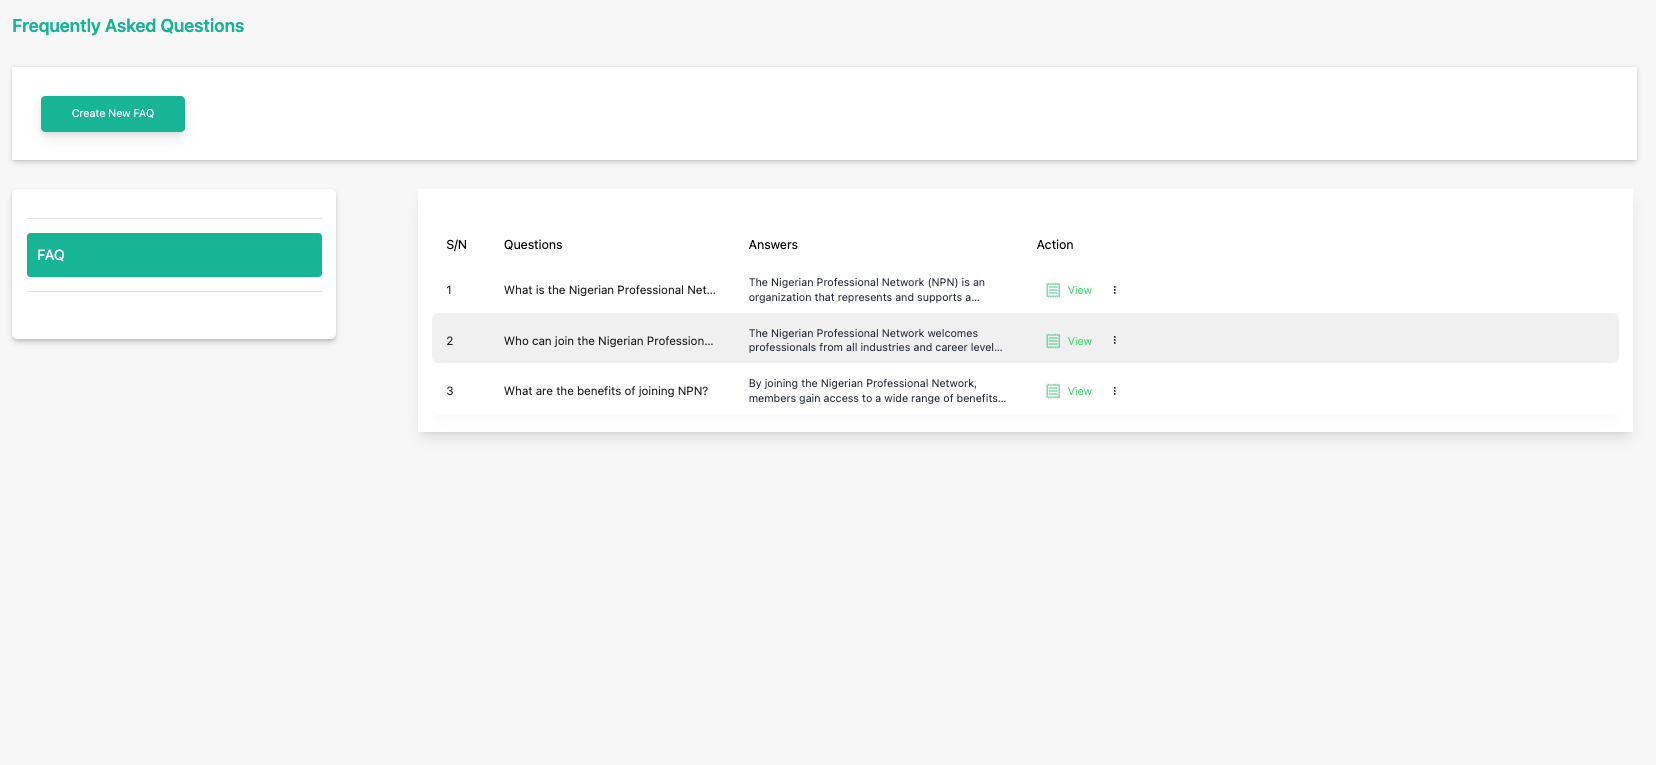 Frequently Asked Questions
Create New FAQ
FAQ
S/N Questions Answers Action
1 What is the Nigerian Professional Net... The Nigerian Professional Network (NPN) is an
organization that represents and supports a... View
2 Who can join the Nigerian Profession... The Nigerian Professional Network welcomes
professionals from all industries and career level... View
3 What are the benefits of joining NPN? By joining the Nigerian Professional Network,
members gain access to a wide range of benefits... View